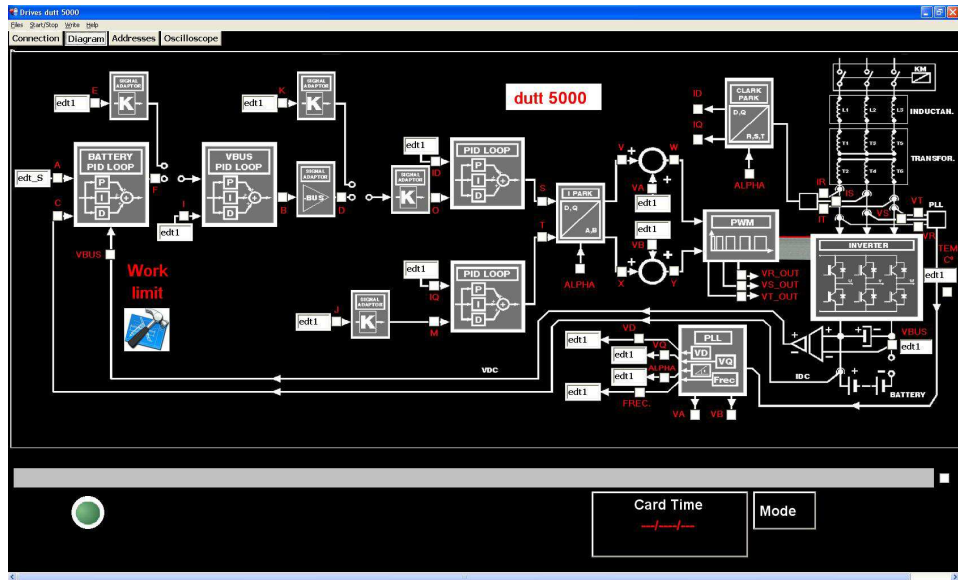 Drives dutt 5000
Files Start/Stop Write Help
Connection Diagram Addresses Oscilloscope
E
edt1
SIGNAL ADAPTOR
K
K
edt1
SIGNAL ADAPTOR
K
dutt 5000
ID
IQ
CLARK PARK
D,Q
R,S,T
ALPHA
KM
L1 L2 L3
INDUCTAN.
T1 T3 T5
TRANSFOR.
T2 T4 T6
A
edt_S
C
BATTERY PID LOOP
P
I
D
F
VBUS
VBUS PID LOOP
P
I
D
I
edt1
B
SIGNAL ADAPTOR
-BUS-
D
SIGNAL ADAPTOR
K
edt1
ID
O
PID LOOP
P
I
D
S
T
I PARK
D,Q
A,B
ALPHA
V
W
VA
edt1
edt1
VB
X
Y
PWM
VR_OUT
VS_OUT
VT_OUT
IR
IS
IT
VS
VT
VR
PLL
INVERTER
TEM
C*
edt1
Work
limit
J
edt1
SIGNAL ADAPTOR
K
edt1
IQ
M
PID LOOP
P
I
D
VDC
IDC
VD
edt1
VQ
edt1
ALPHA
edt1
edt1
FREC.
PLL
VD
VQ
Frec
VA
VB
VBUS
edt1
BATTERY
Card Time
---/----/---
Mode